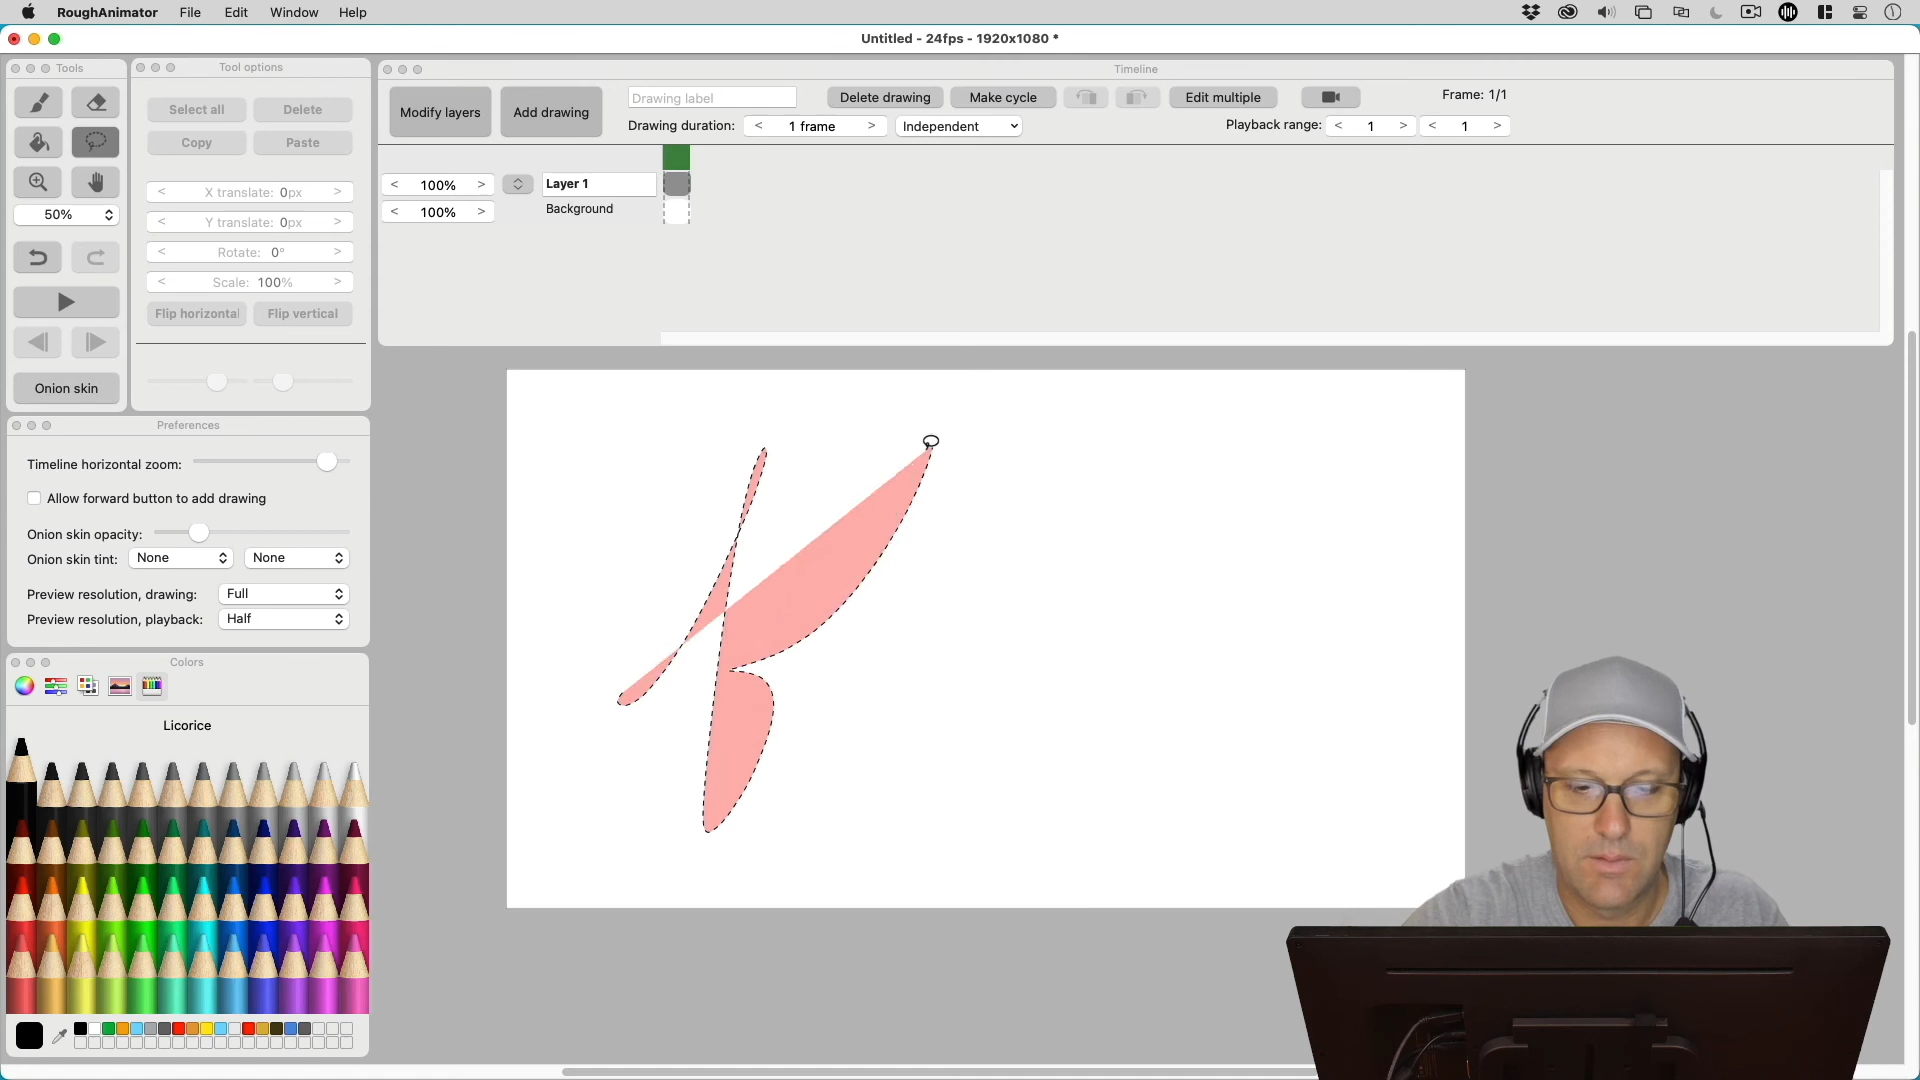 RoughAnimator File Edit Window Help
Untitled - 24fps - 1920x1080 *
Tools
Tool options
Timeline
Select all Delete
Copy Paste
< X translate: 0px >
< Y translate: 0px >
< Rotate: 0° >
< Scale: 100% >
Flip horizontal Flip vertical
50%
Onion skin
Modify layers Add drawing
Drawing label
Delete drawing Make cycle Edit multiple
Frame: 1/1
Drawing duration: < 1 frame > Independent
Playback range: < 1 > < 1 >
< 100% > Layer 1
< 100% > Background
Preferences
Timeline horizontal zoom:
Allow forward button to add drawing
Onion skin opacity:
Onion skin tint: None None
Preview resolution, drawing: Full
Preview resolution, playback: Half
Colors
Licorice